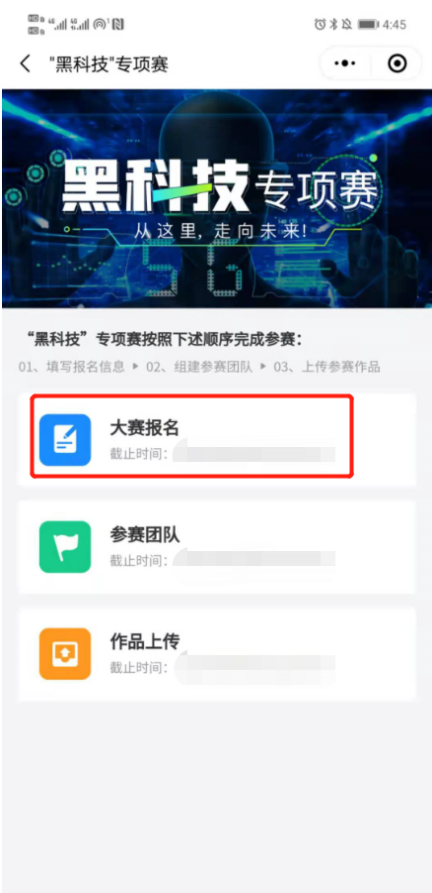 4:45
"黑科技"专项赛
黑科技专项赛
从这里,走向未来!
5G
“黑科技”专项赛按照下述顺序完成参赛:
01、填写报名信息 ▸ 02、组建参赛团队 ▸ 03、上传参赛作品
大赛报名
截止时间:
参赛团队
截止时间:
作品上传
截止时间: